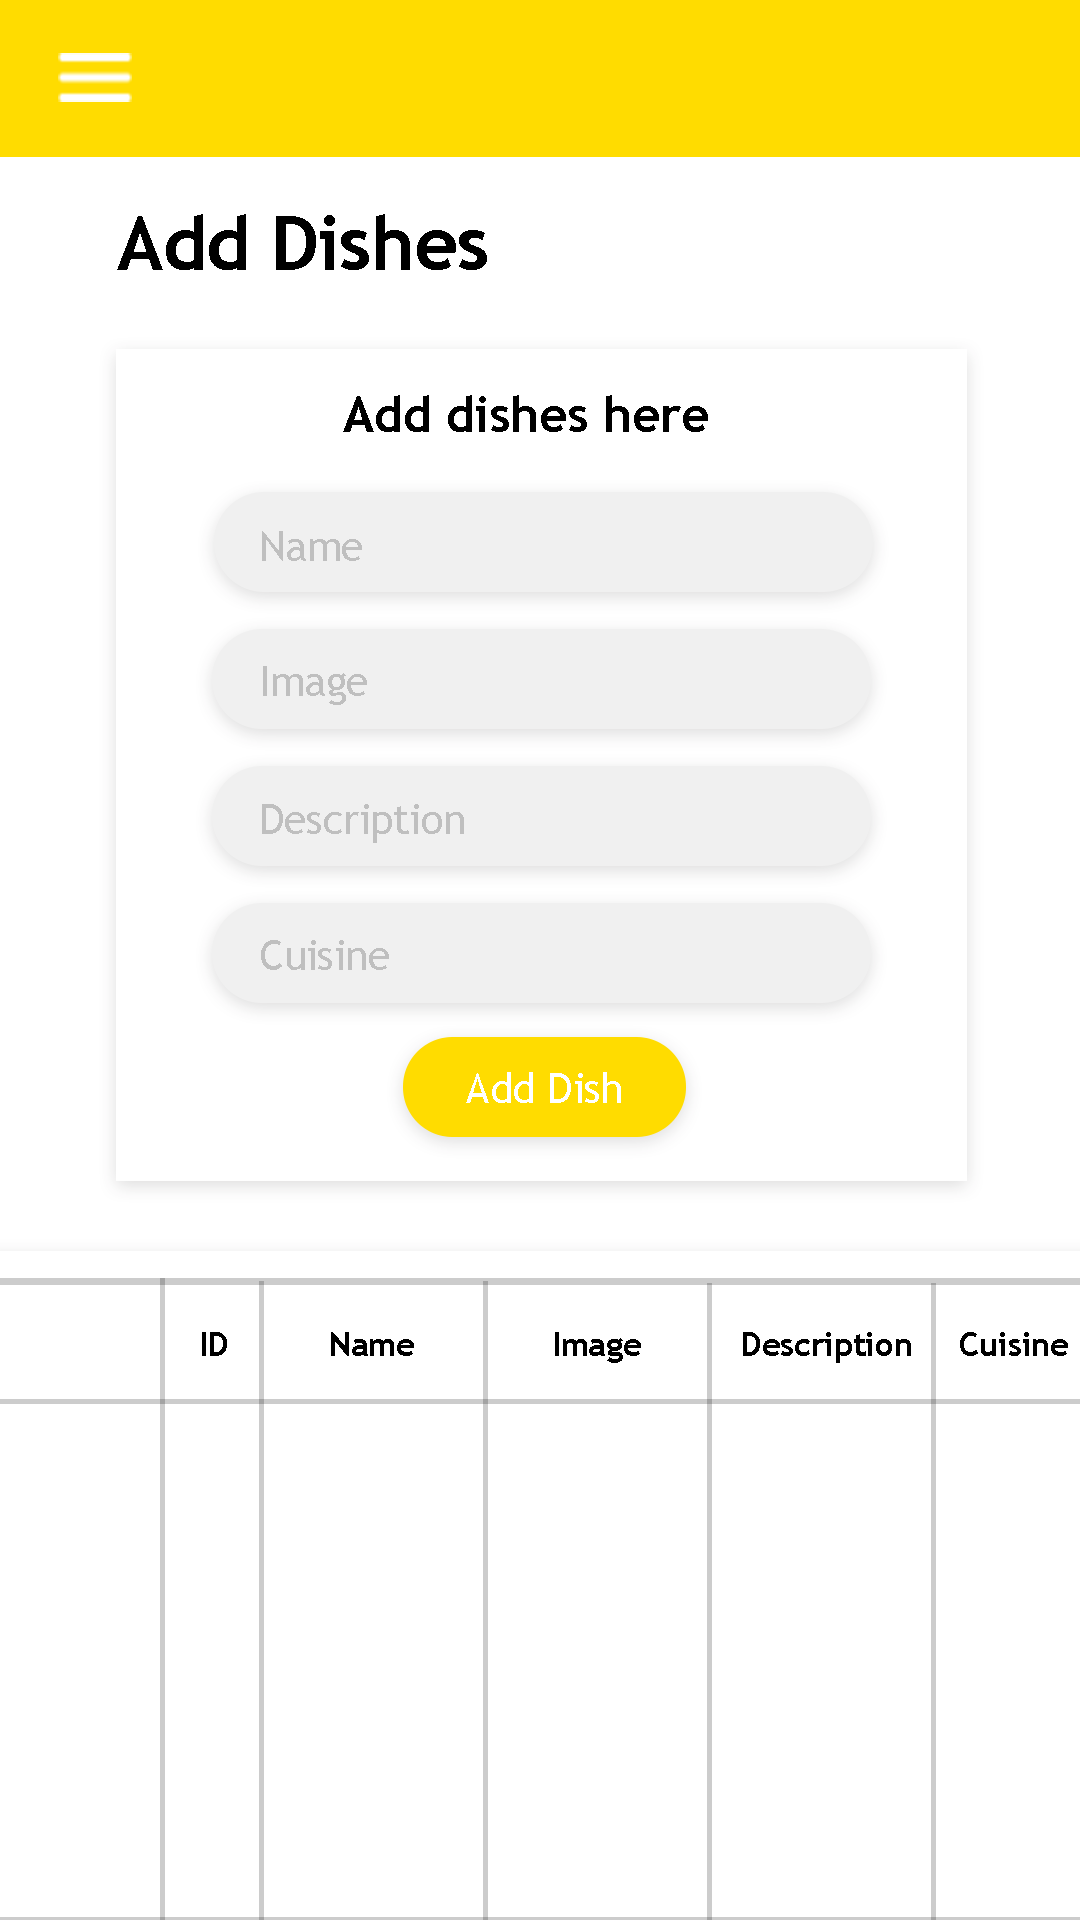 Add Dishes
Add dishes here
Name
Image
Description
Cuisine
Add Dish
ID Name Image Description Cuisine